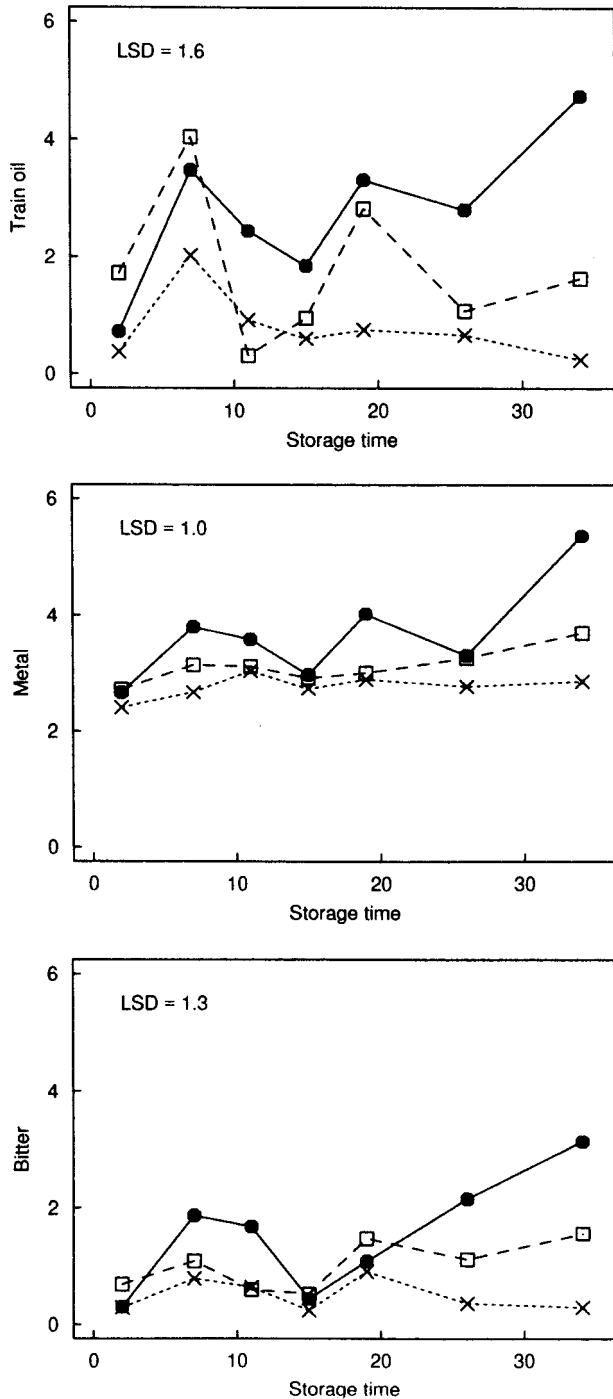 6
LSD = 1.6
4
Train oil
2
0
0 10 20 30
Storage time
6
LSD = 1.0
4
Metal
2
0
0 10 20 30
Storage time
6
LSD = 1.3
4
Bitter
2
0
0 10 20 30
Storage time